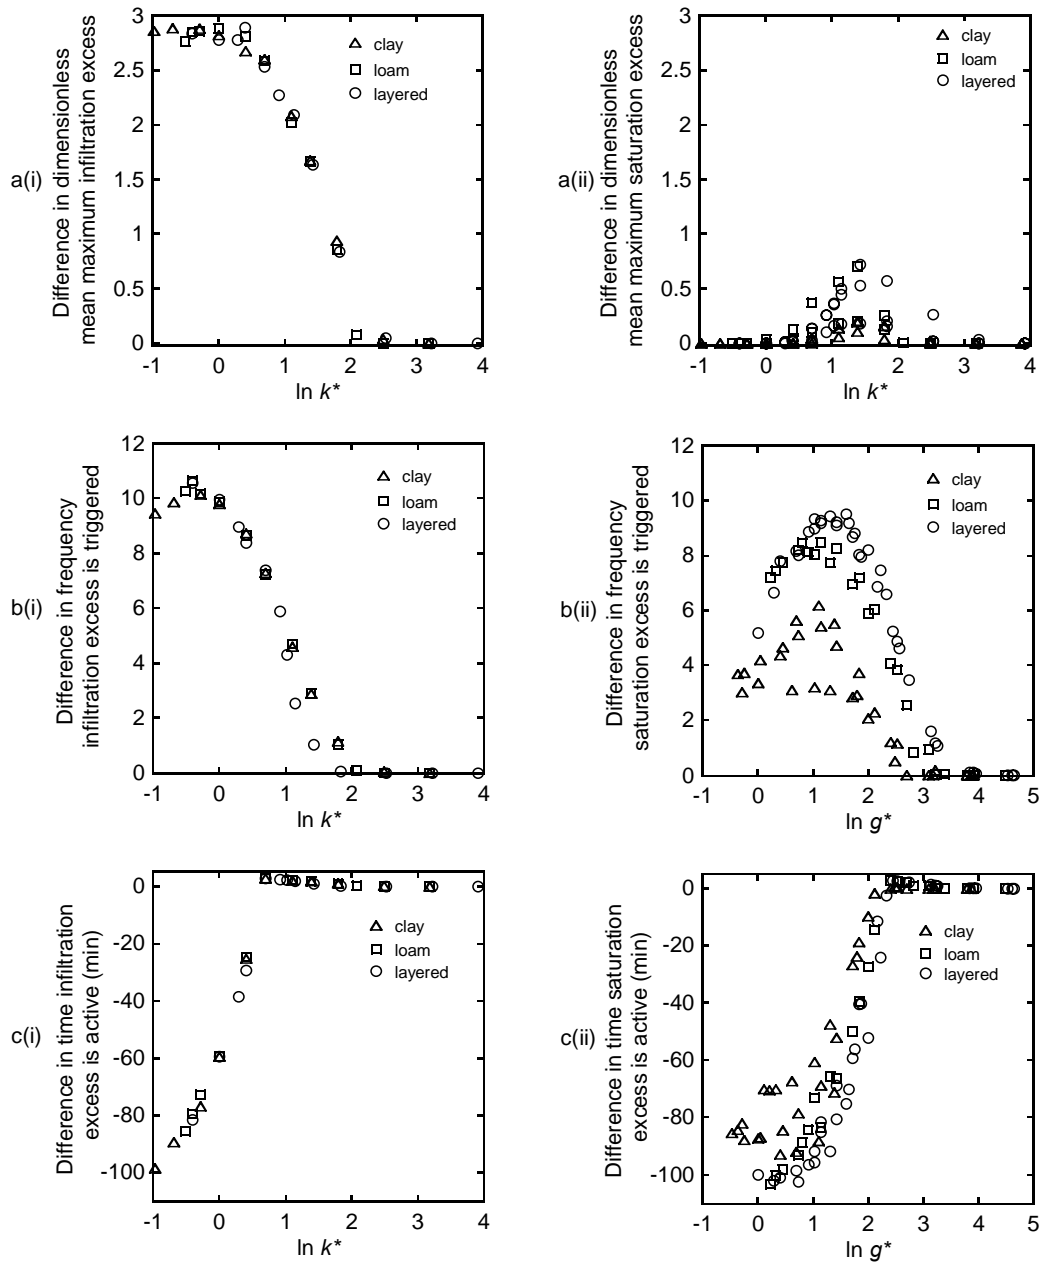 a(i)
Difference in dimensionless
mean maximum infiltration excess
3
2.5
2
1.5
1
0.5
0
-1 0 1 2 3 4
ln k*
clay
loam
layered
a(ii)
Difference in dimensionless
mean maximum saturation excess
3
2.5
2
1.5
1
0.5
0
-1 0 1 2 3 4
ln k*
clay
loam
layered
b(i)
Difference in frequency
infiltration excess is triggered
12
10
8
6
4
2
0
-1 0 1 2 3 4
ln k*
clay
loam
layered
b(ii)
Difference in frequency
saturation excess is triggered
12
10
8
6
4
2
0
-1 0 1 2 3 4 5
ln g*
clay
loam
layered
c(i)
Difference in time infiltration
excess is active (min)
0
-20
-40
-60
-80
-100
-1 0 1 2 3 4
ln k*
clay
loam
layered
c(ii)
Difference in time saturation
excess is active (min)
0
-20
-40
-60
-80
-100
-1 0 1 2 3 4 5
ln g*
clay
loam
layered